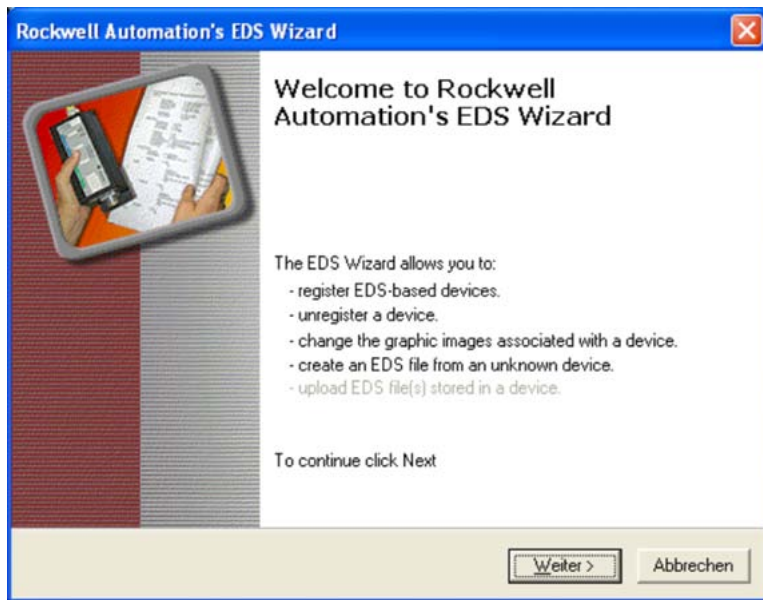 Rockwell Automation's EDS Wizard
Welcome to Rockwell
Automation's EDS Wizard
The EDS Wizard allows you to:
- register EDS-based devices.
- unregister a device.
- change the graphic images associated with a device.
- create an EDS file from an unknown device.
- upload EDS file(s) stored in a device.
To continue click Next
Weiter >
Abbrechen